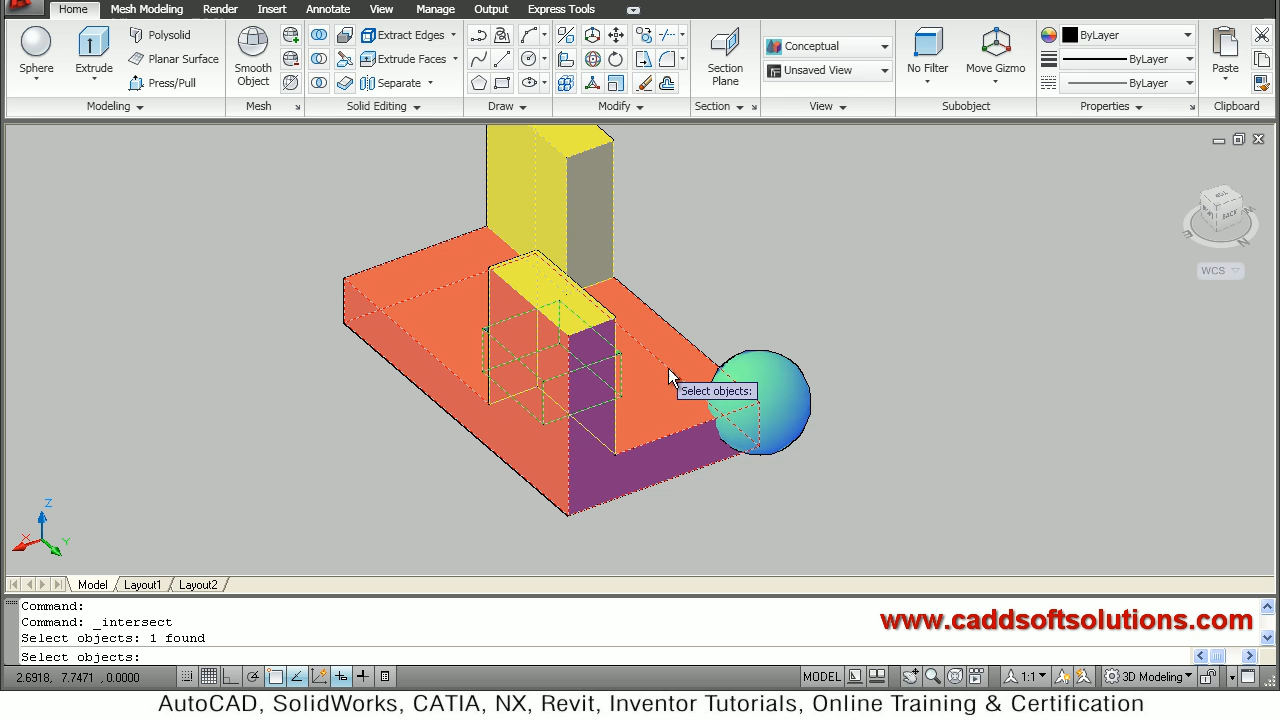 Home Mesh Modeling Render Insert Annotate View Manage Output Express Tools
Polysolid Extract Edges Conceptual ByLayer
Planar Surface Extrude Faces Unsaved View ByLayer
Sphere Extrude Smooth Object Section Plane No Filter Move Gizmo Paste
Press/Pull Separate ByLayer
Modeling Mesh Solid Editing Draw Modify Section View Subobject Properties Clipboard
BACK
WCS
Select objects:
Z
X
Y
Model Layout1 Layout2
Command:
Command: _intersect
Select objects: 1 found
Select objects:
www.caddsoftsolutions.com
2.6918, 7.7471, 0.0000 MODEL 1:1 3D Modeling
AutoCAD, SolidWorks, CATIA, NX, Revit, Inventor Tutorials, Online Training & Certification